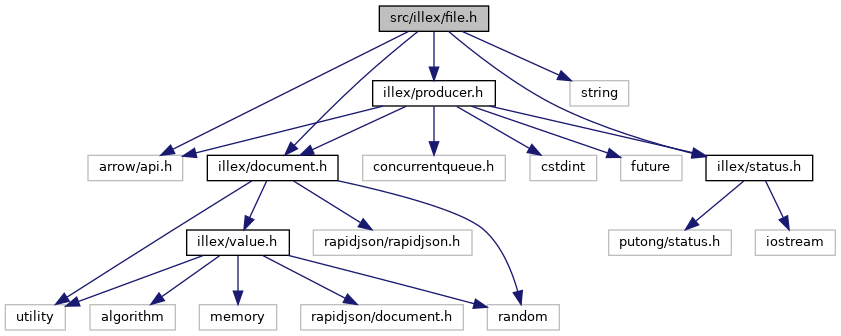 src/illex/file.h
illex/producer.h
string
arrow/api.h
illex/document.h
concurrentqueue.h
cstdint
future
illex/status.h
illex/value.h
rapidjson/rapidjson.h
putong/status.h
iostream
utility
algorithm
memory
rapidjson/document.h
random